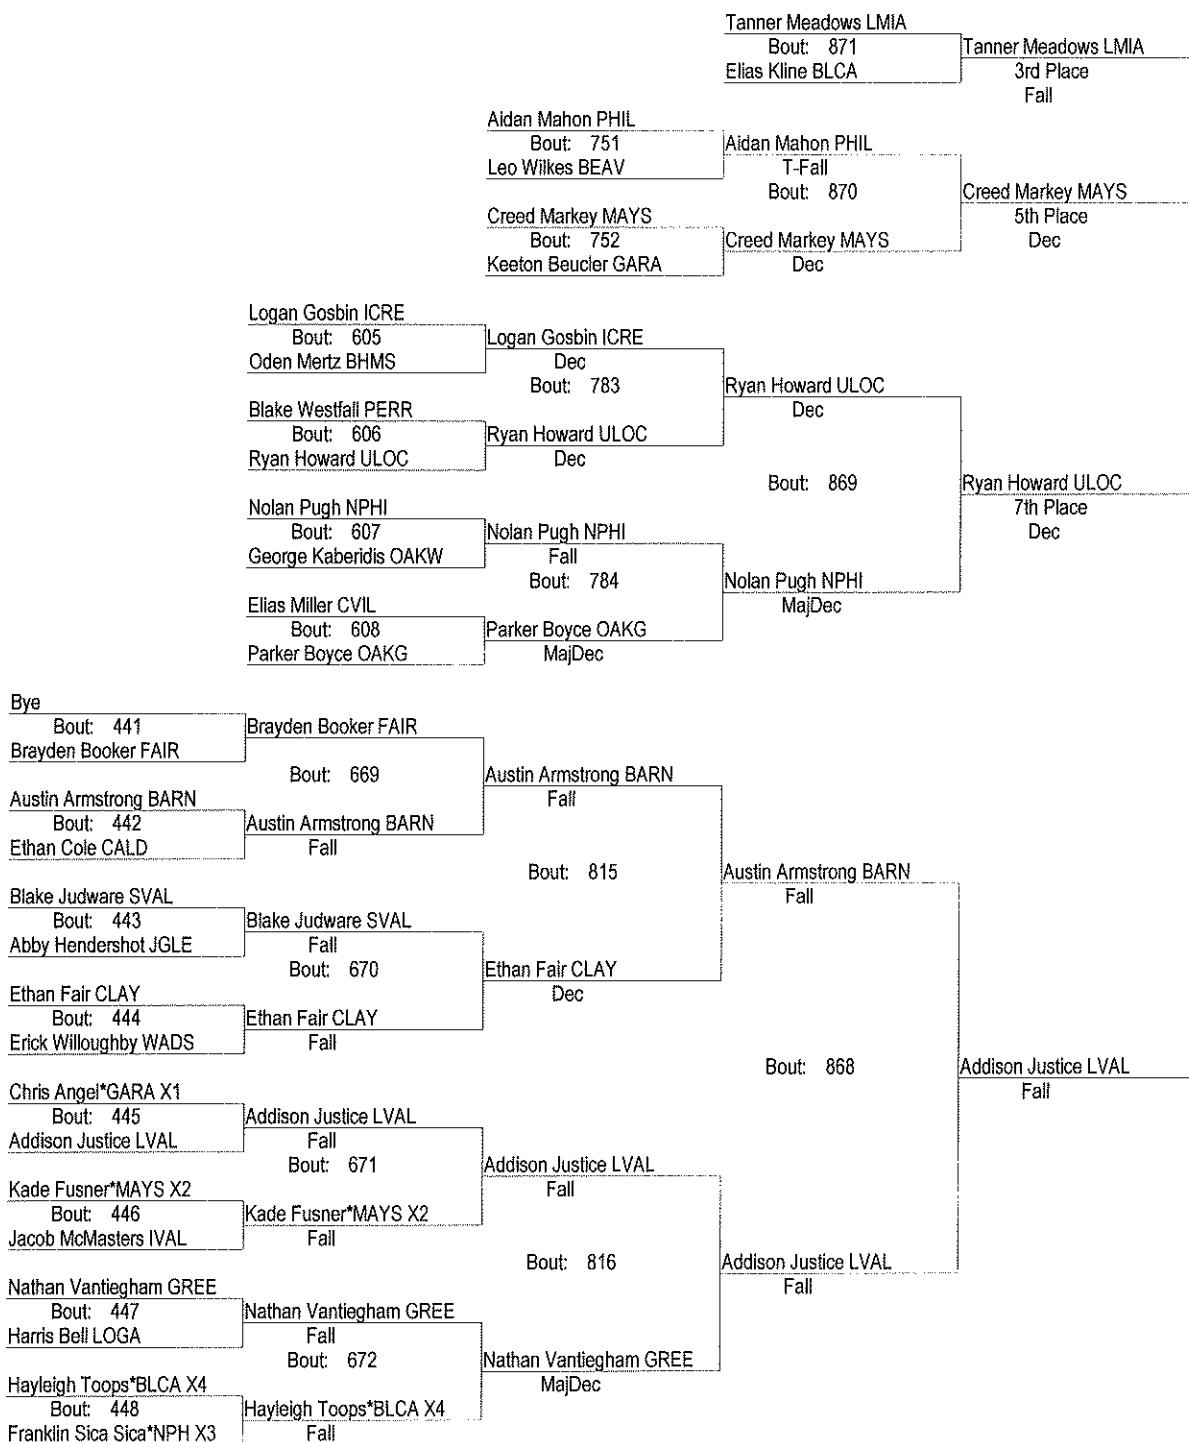 Tanner Meadows LMIA
Bout: 871
Elias Kline BLCA
Tanner Meadows LMIA
3rd Place
Fall
Aidan Mahon PHIL
Bout: 751
Leo Wilkes BEAV
Aidan Mahon PHIL
T-Fall
Bout: 870
Creed Markey MAYS
Bout: 752
Keeton Beucler GARA
Creed Markey MAYS
Dec
Creed Markey MAYS
5th Place
Dec
Logan Gosbin ICRE
Bout: 605
Oden Mertz BHMS
Logan Gosbin ICRE
Dec
Bout: 783
Blake Westfall PERR
Bout: 606
Ryan Howard ULOC
Ryan Howard ULOC
Dec
Ryan Howard ULOC
Dec
Bout: 869
Nolan Pugh NPHI
Bout: 607
George Kaberidis OAKW
Nolan Pugh NPHI
Fall
Bout: 784
Elias Miller CVIL
Bout: 608
Parker Boyce OAKG
Parker Boyce OAKG
MajDec
Nolan Pugh NPHI
MajDec
Ryan Howard ULOC
7th Place
Dec
Bye
Bout: 441
Brayden Booker FAIR
Brayden Booker FAIR
Bout: 669
Austin Armstrong BARN
Bout: 442
Ethan Cole CALD
Austin Armstrong BARN
Fall
Austin Armstrong BARN
Fall
Bout: 815
Blake Judware SVAL
Bout: 443
Abby Hendershot JGLE
Blake Judware SVAL
Fall
Bout: 670
Ethan Fair CLAY
Bout: 444
Erick Willoughby WADS
Ethan Fair CLAY
Fall
Ethan Fair CLAY
Dec
Austin Armstrong BARN
Fall
Bout: 868
Chris Angel*GARA X1
Bout: 445
Addison Justice LVAL
Addison Justice LVAL
Fall
Bout: 671
Kade Fusner*MAYS X2
Bout: 446
Jacob McMasters IVAL
Kade Fusner*MAYS X2
Fall
Addison Justice LVAL
Fall
Bout: 816
Nathan Vantiegham GREE
Bout: 447
Harris Bell LOGA
Nathan Vantiegham GREE
Fall
Bout: 672
Hayleigh Toops*BLCA X4
Bout: 448
Franklin Sica Sica*NPH X3
Hayleigh Toops*BLCA X4
Fall
Nathan Vantiegham GREE
MajDec
Addison Justice LVAL
Fall
Addison Justice LVAL
Fall